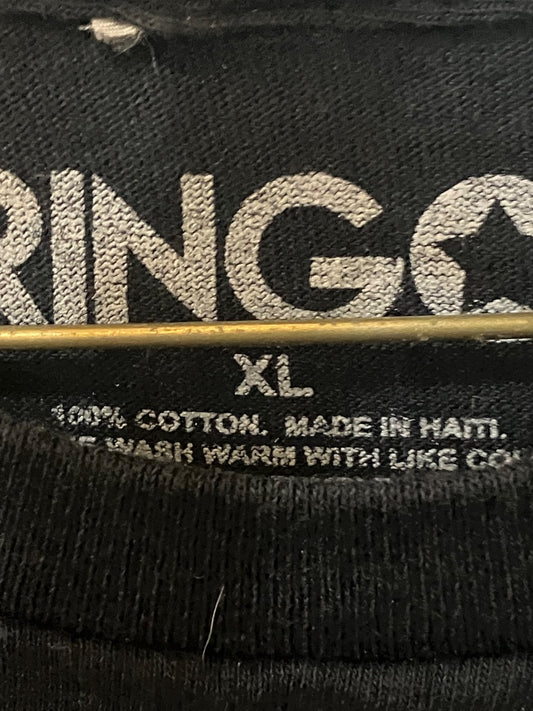 RINGO
XL
100% COTTON. MADE IN HAITI.
WASH WARM WITH LIKE